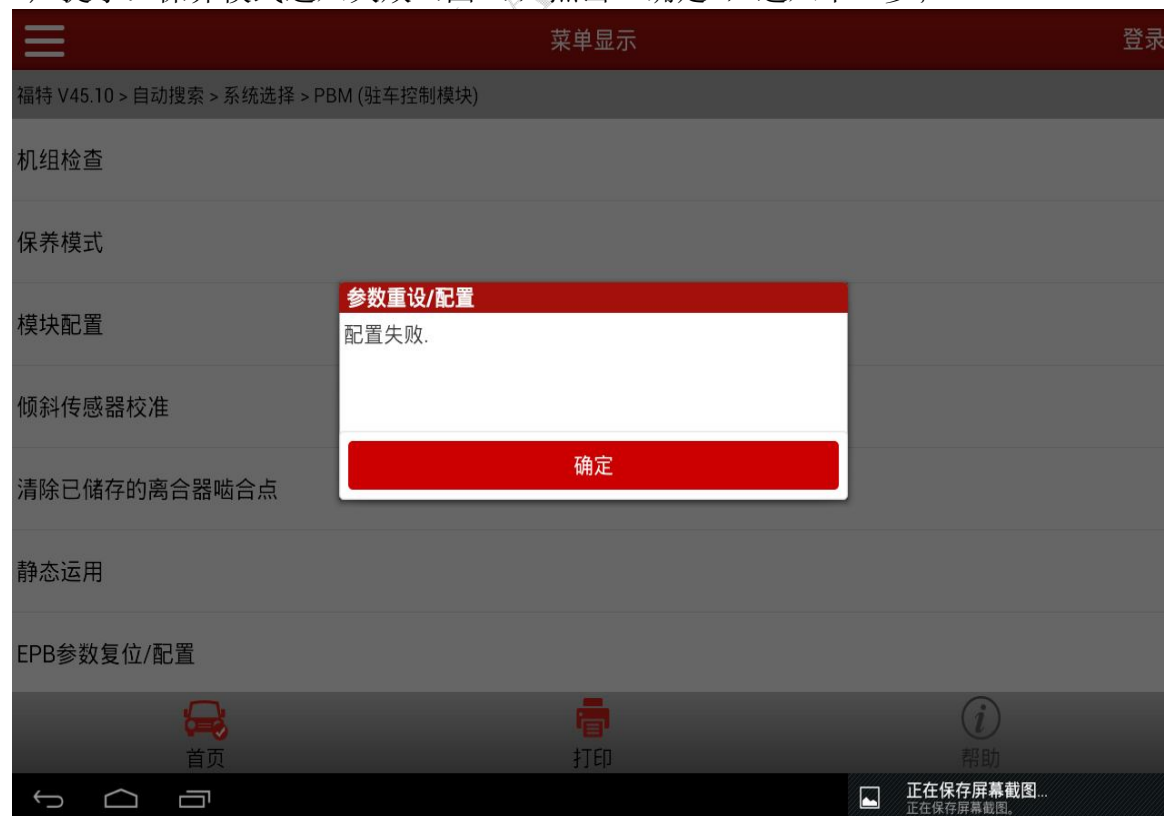 菜单显示
登录
福特 V45.10 > 自动搜索 > 系统选择 > PBM (驻车控制模块)
机组检查
保养模式
参数重设/配置
模块配置
配置失败.
倾斜传感器校准
确定
清除已储存的离合器啮合点
静态运用
EPB参数复位/配置
首页
打印
帮助
正在保存屏幕截图...
正在保存屏幕截图。